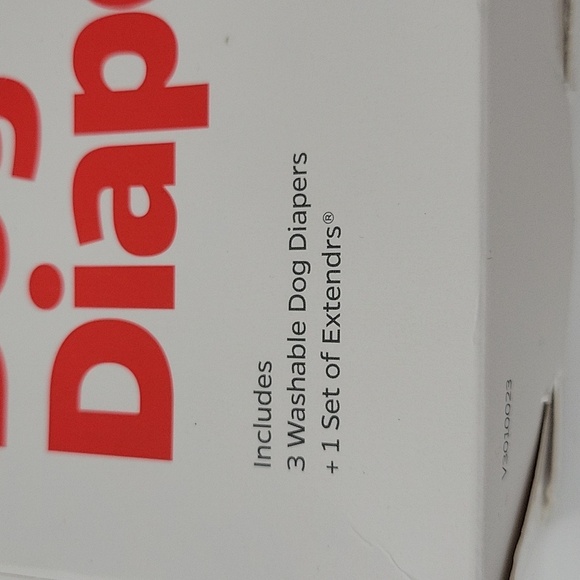 Diap
Includes
3 Washable Dog Diapers
+ 1 Set of Extendrs®
V3010023